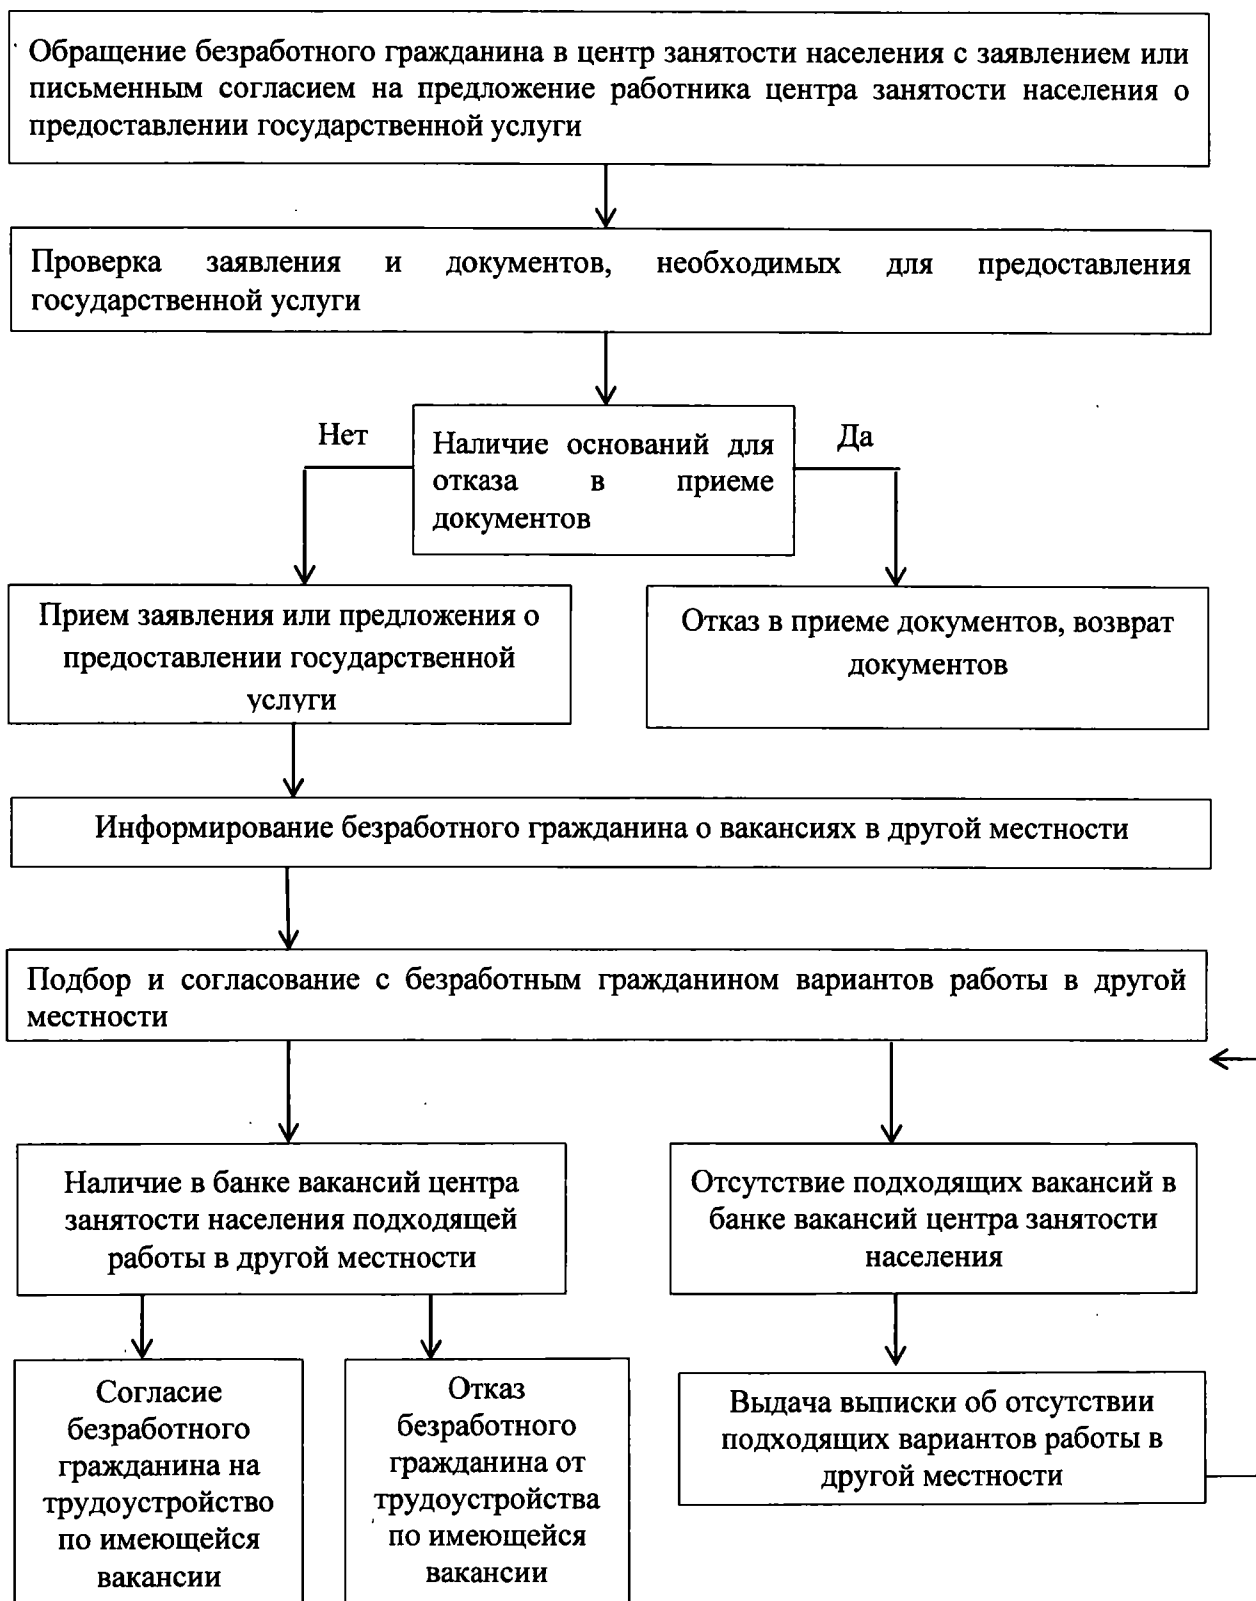 Обращение безработного гражданина в центр занятости населения с заявлением или
письменным согласием на предложение работника центра занятости населения о
предоставлении государственной услуги
Проверка заявления и документов, необходимых для предоставления
государственной услуги
Нет
Наличие оснований для
отказа в приеме
документов
Да
Прием заявления или предложения о
предоставлении государственной
услуги
Отказ в приеме документов, возврат
документов
Информирование безработного гражданина о вакансиях в другой местности
Подбор и согласование с безработным гражданином вариантов работы в другой
местности
Наличие в банке вакансий центра
занятости населения подходящей
работы в другой местности
Отсутствие подходящих вакансий в
банке вакансий центра занятости
населения
Согласие
безработного
гражданина на
трудоустройство
по имеющейся
вакансии
Отказ
безработного
гражданина от
трудоустройства
по имеющейся
вакансии
Выдача выписки об отсутствии
подходящих вариантов работы в
другой местности